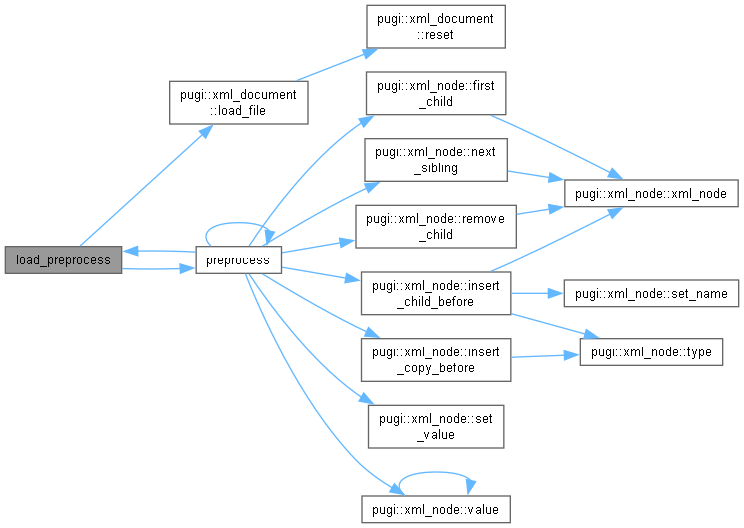 pugi::xml_document
::reset
pugi::xml_document
::load_file
pugi::xml_node::first
_child
pugi::xml_node::next
_sibling
pugi::xml_node::xml_node
pugi::xml_node::remove
_child
load_preprocess
preprocess
pugi::xml_node::insert
_child_before
pugi::xml_node::set_name
pugi::xml_node::insert
_copy_before
pugi::xml_node::type
pugi::xml_node::set
_value
pugi::xml_node::value